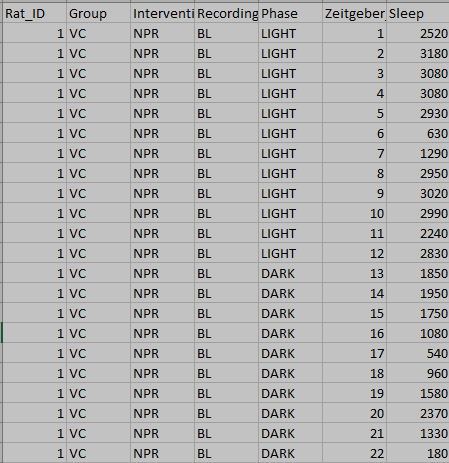 Rat_ID Group Interventi Recording Phase Zeitgeber Sleep
1 VC NPR BL LIGHT 1 2520
1 VC NPR BL LIGHT 2 3180
1 VC NPR BL LIGHT 3 3080
1 VC NPR BL LIGHT 4 3080
1 VC NPR BL LIGHT 5 2930
1 VC NPR BL LIGHT 6 630
1 VC NPR BL LIGHT 7 1290
1 VC NPR BL LIGHT 8 2950
1 VC NPR BL LIGHT 9 3020
1 VC NPR BL LIGHT 10 2990
1 VC NPR BL LIGHT 11 2240
1 VC NPR BL LIGHT 12 2830
1 VC NPR BL DARK 13 1850
1 VC NPR BL DARK 14 1950
1 VC NPR BL DARK 15 1750
1 VC NPR BL DARK 16 1080
1 VC NPR BL DARK 17 540
1 VC NPR BL DARK 18 960
1 VC NPR BL DARK 19 1580
1 VC NPR BL DARK 20 2370
1 VC NPR BL DARK 21 1330
1 VC NPR BL DARK 22 180